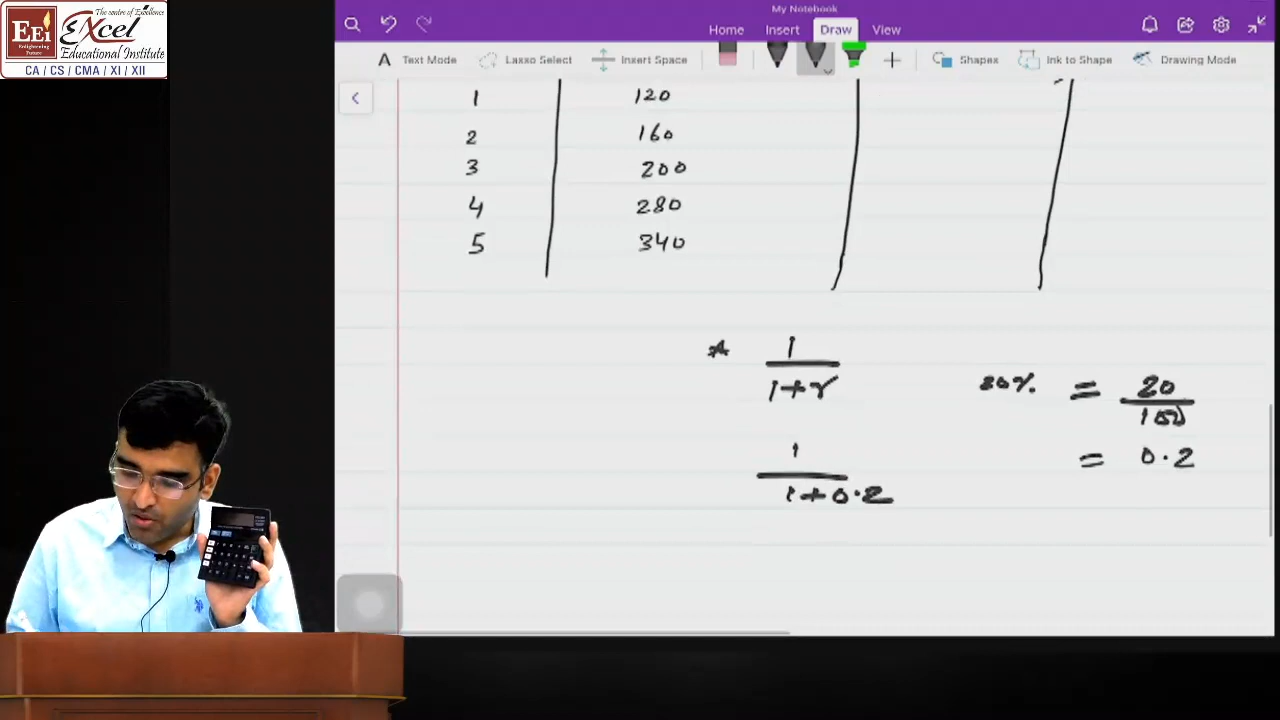 The centre of Excellence
EEi
Enlightening Future
Excel
Educational Institute
CA / CS / CMA / XI / XII
My Notebook
Home Insert Draw View
A Text Mode Lasso Select Insert Space Shapes Ink to Shape Drawing Mode
1 120
2 160
3 200
4 280
5 340
1
1+r
20% = 20
100
= 0.2
1
1+0.2